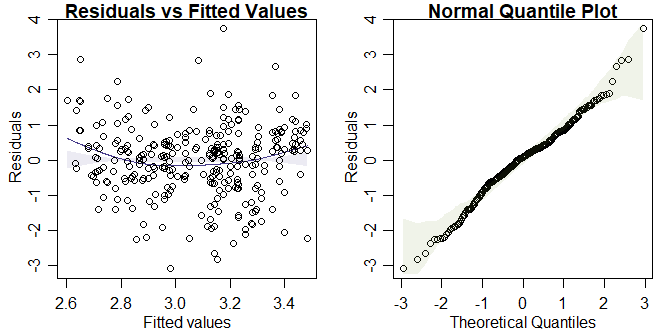 Residuals vs Fitted Values
Residuals
4
3
2
1
0
-1
-2
-3
2.6 2.8 3.0 3.2 3.4
Fitted values
Normal Quantile Plot
Residuals
4
3
2
1
0
-1
-2
-3
-3 -2 -1 0 1 2 3
Theoretical Quantiles